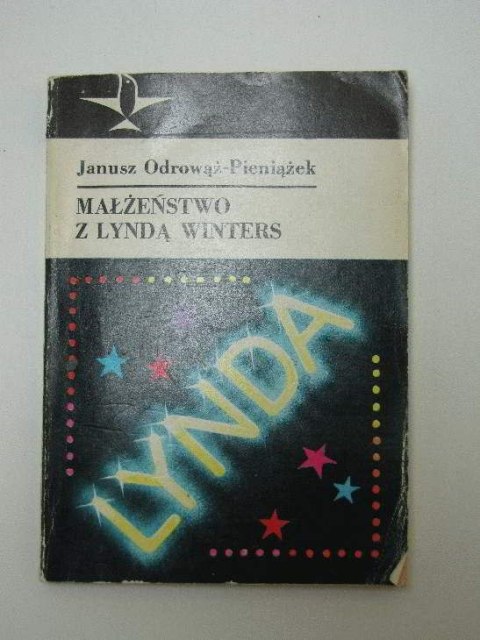 Janusz Odrowąż-Pieniążek
MAŁŻEŃSTWO
Z LYNDĄ WINTERS
LYNDA